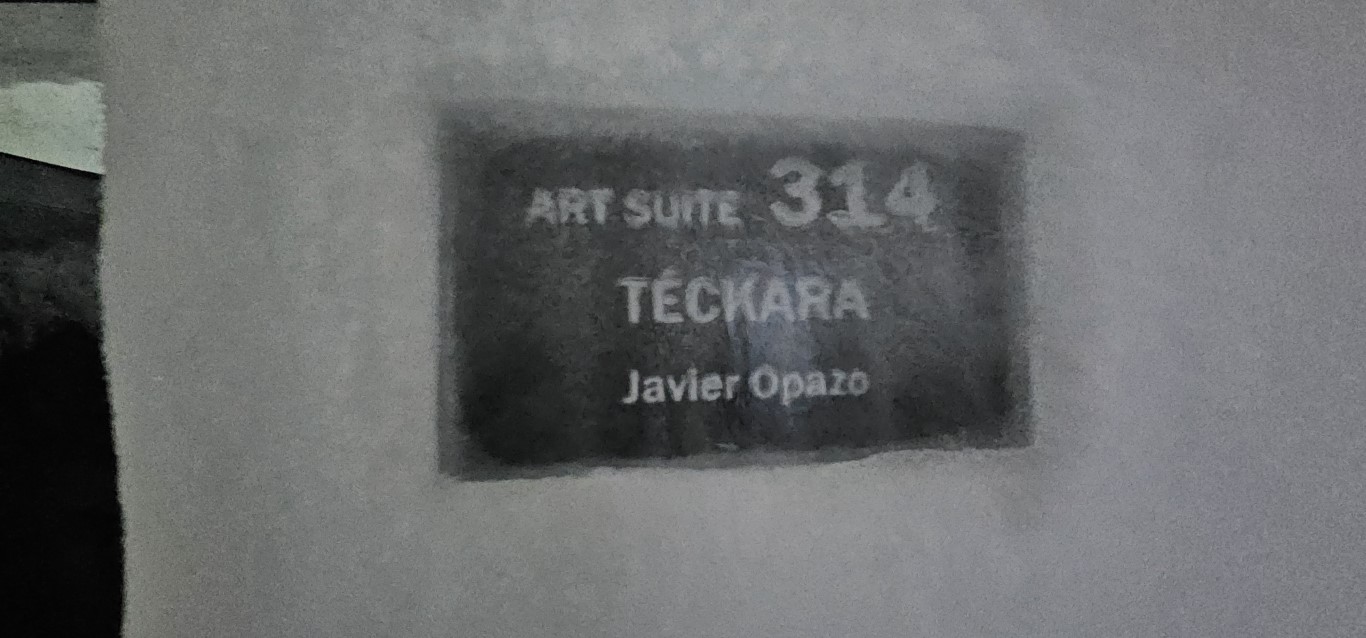 ART SUITE 314
TÉCKARA
Javier Opazo